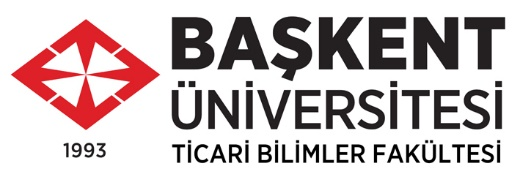 BAŞKENT
ÜNİVERSİTESİ
TİCARİ BİLİMLER FAKÜLTESİ
1993